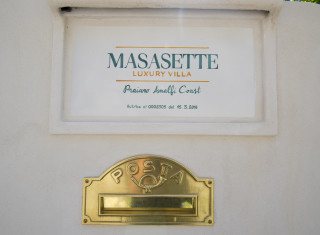 MASASETTE
LUXURY VILLA
Praiano Amalfi Coast
POSTA